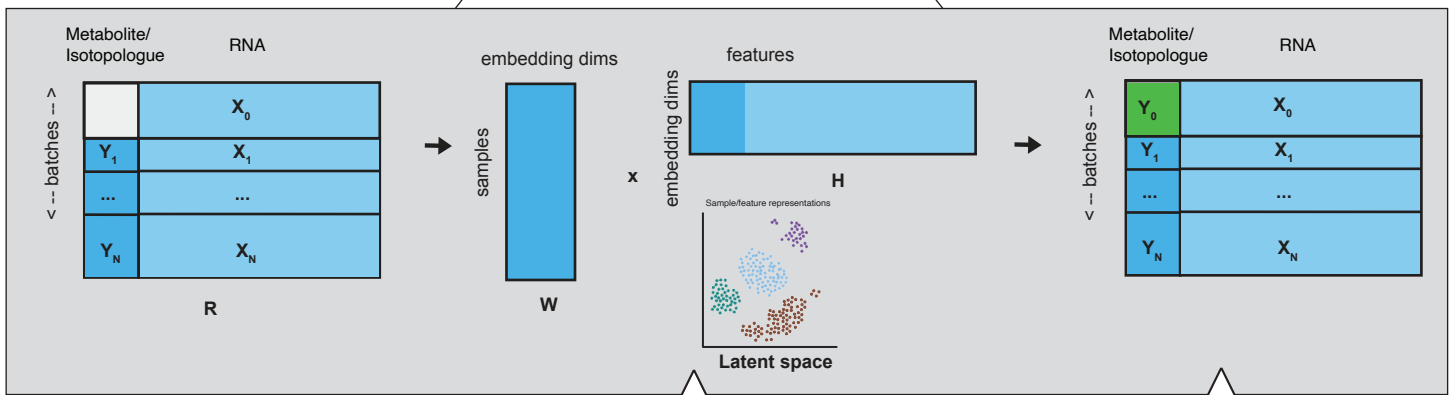 Metabolite/
Isotopologue
RNA
< -- batches -- >
X0
Y1
X1
...
...
YN
XN
R
embedding dims
samples
W
x
features
embedding dims
H
Sample/feature representations
Latent space
Metabolite/
Isotopologue
RNA
< -- batches -- >
Y0
X0
Y1
X1
...
...
YN
XN